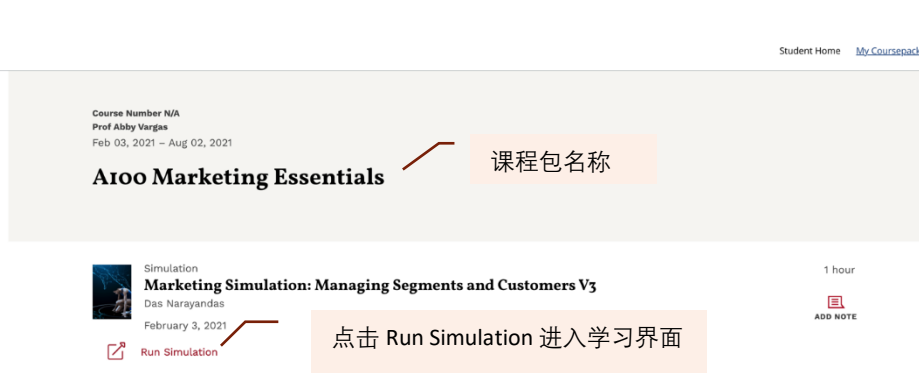 Student Home My Coursepack
Course Number N/A
Prof Abby Vargas
Feb 03, 2021 – Aug 02, 2021
A100 Marketing Essentials
课程包名称
Simulation
1 hour
Marketing Simulation: Managing Segments and Customers V3
Das Narayandas
ADD NOTE
February 3, 2021
点击 Run Simulation 进入学习界面
Run Simulation